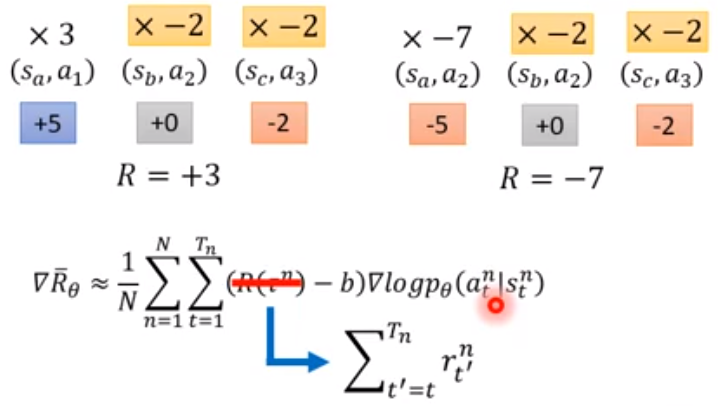 × 3 × −2 × −2 × −7 × −2 × −2
(s_a, a_1) (s_b, a_2) (s_c, a_3) (s_a, a_2) (s_b, a_2) (s_c, a_3)
+5 +0 -2 -5 +0 -2
R = +3 R = −7
∇R̄_θ ≈ 1/N ∑_{n=1}^{N} ∑_{t=1}^{T_n} (R(τ^n) − b)∇logp_θ(a_t^n|s_t^n)
∑_{t'=t}^{T_n} r_{t'}^n